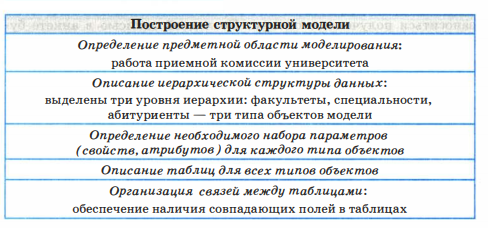 Построение структурной модели
Определение предметной области моделирования:
работа приемной комиссии университета
Описание иерархической структуры данных:
выделены три уровня иерархии: факультеты, специальности,
абитуриенты — три типа объектов модели
Определение необходимого набора параметров
(свойств, атрибутов) для каждого типа объектов
Описание таблиц для всех типов объектов
Организация связей между таблицами:
обеспечение наличия совпадающих полей в таблицах